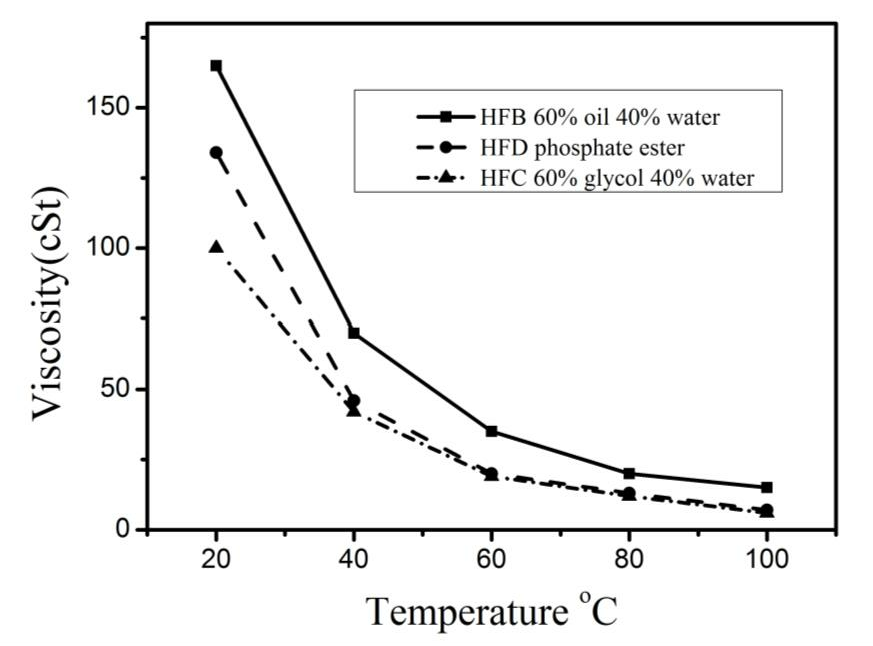 150
100
50
0
Viscosity(cSt)
HFB 60% oil 40% water
HFD phosphate ester
HFC 60% glycol 40% water
20 40 60 80 100
Temperature °C